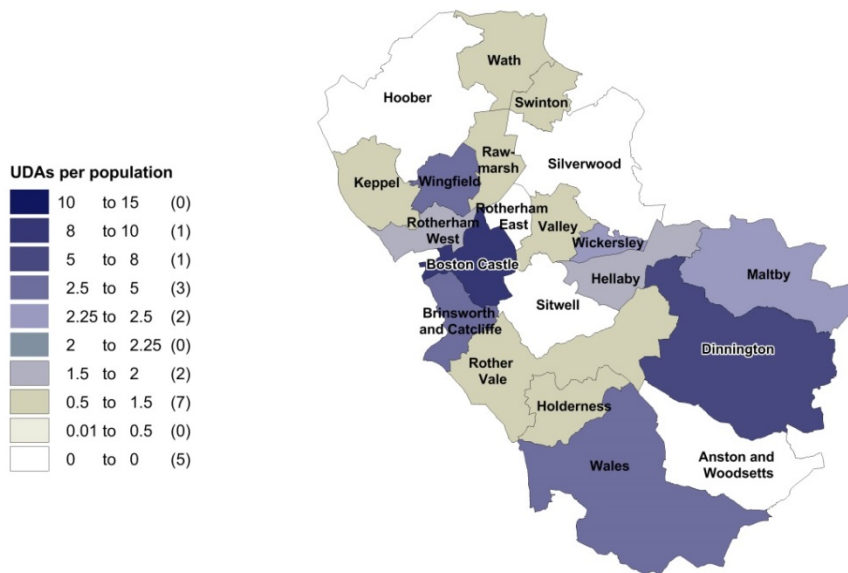 Wath
Hoober
Swinton
Silverwood
Raw-
marsh
Keppel
Wingfield
Rotherham
East
Rotherham
West
Valley
Wickersley
Boston Castle
Hellaby
Maltby
Sitwell
Brinsworth
and Catcliffe
Dinnington
Rother
Vale
Holderness
Wales
Anston and
Woodsetts
UDAs per population
10 to 15 (0)
8 to 10 (1)
5 to 8 (1)
2.5 to 5 (3)
2.25 to 2.5 (2)
2 to 2.25 (0)
1.5 to 2 (2)
0.5 to 1.5 (7)
0.01 to 0.5 (0)
0 to 0 (5)